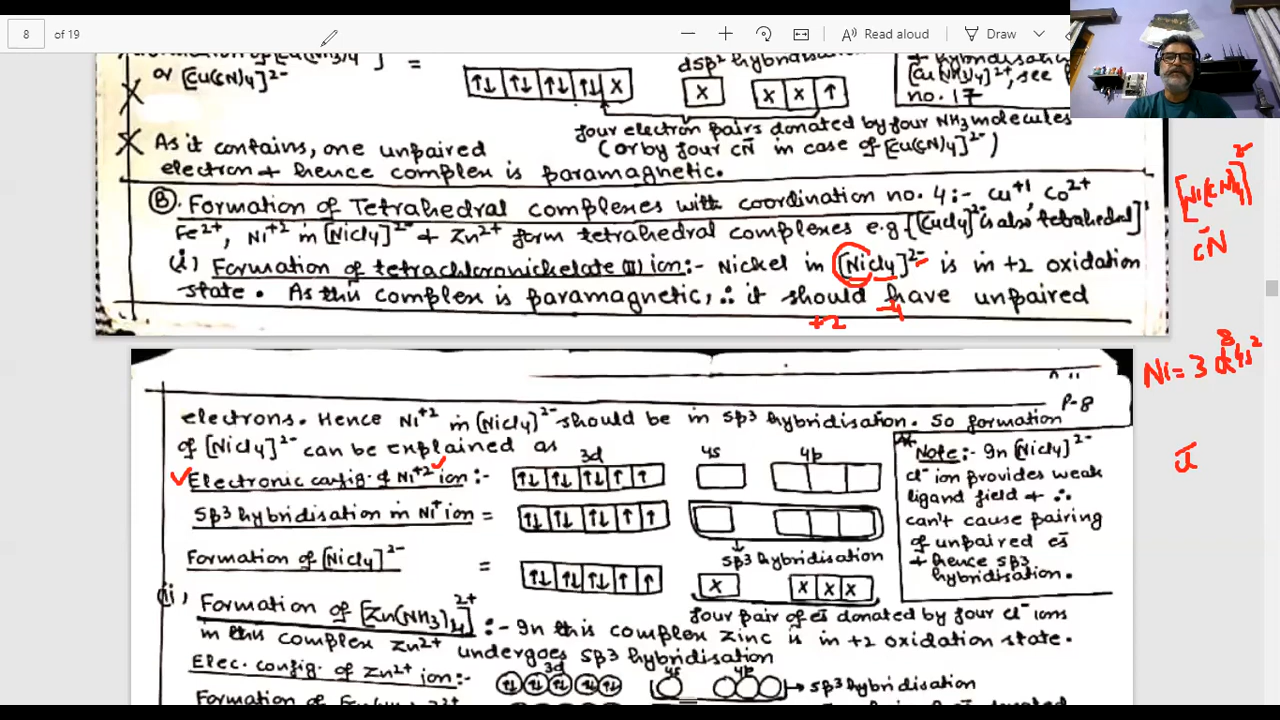 8 of 19
Read aloud
Draw
or [Cu(CN)4]2- =
dsp2 hybridisation
↑↓ ↑↓ ↑↓ ↑↓ X
X
X X ↑
[Cu(NH3)4]2+, see
no. 17
four electron pairs donated by four NH3 molecules
(or by four CN- in case of [Cu(CN)4]2-)
As it contains, one unpaired
electron & hence complex is paramagnetic.
(B). Formation of Tetrahedral complexes with coordination no. 4:- Cu+1, Co2+
Fe2+, Ni+2 in [NiCl4]2- & Zn2+ form tetrahedral complexes e.g [[CuCl4]2- is also tetrahedral]
(i) Formation of tetrachloronickelate (II) ion:- Nickel in [NiCl4]2- is in +2 oxidation
state. As this complex is paramagnetic, ∴ it should have unpaired
+2 -4
[Ni(CN)4]2-
CN-
Ni = 3d8 4s2
Cl-
P-8
electrons. Hence Ni+2 in [NiCl4]2- should be in sp3 hybridisation. So formation
of [NiCl4]2- can be explained as
3d 4s 4p
Electronic config. of Ni+2 ion:- ↑↓ ↑↓ ↑↓ ↑ ↑
Sp3 hybridisation in Ni+ ion = ↑↓ ↑↓ ↑↓ ↑ ↑
sp3 hybridisation
Formation of [NiCl4]2- = ↑↓ ↑↓ ↑↓ ↑ ↑ X X X X
four pair of es donated by four Cl- ions
Note:- In [NiCl4]2-
Cl- ion provides weak
ligand field & ∴
can't cause pairing
of unpaired es
& hence sp3
hybridisation.
(ii) Formation of [Zn(NH3)4]2+ :- In this complex zinc is in +2 oxidation state.
in this complex Zn2+ undergoes sp3 hybridisation
3d 4s 4p
Elec. config. of Zn2+ ion:- ↑↓ ↑↓ ↑↓ ↑↓ ↑↓ → sp3 hybridisation